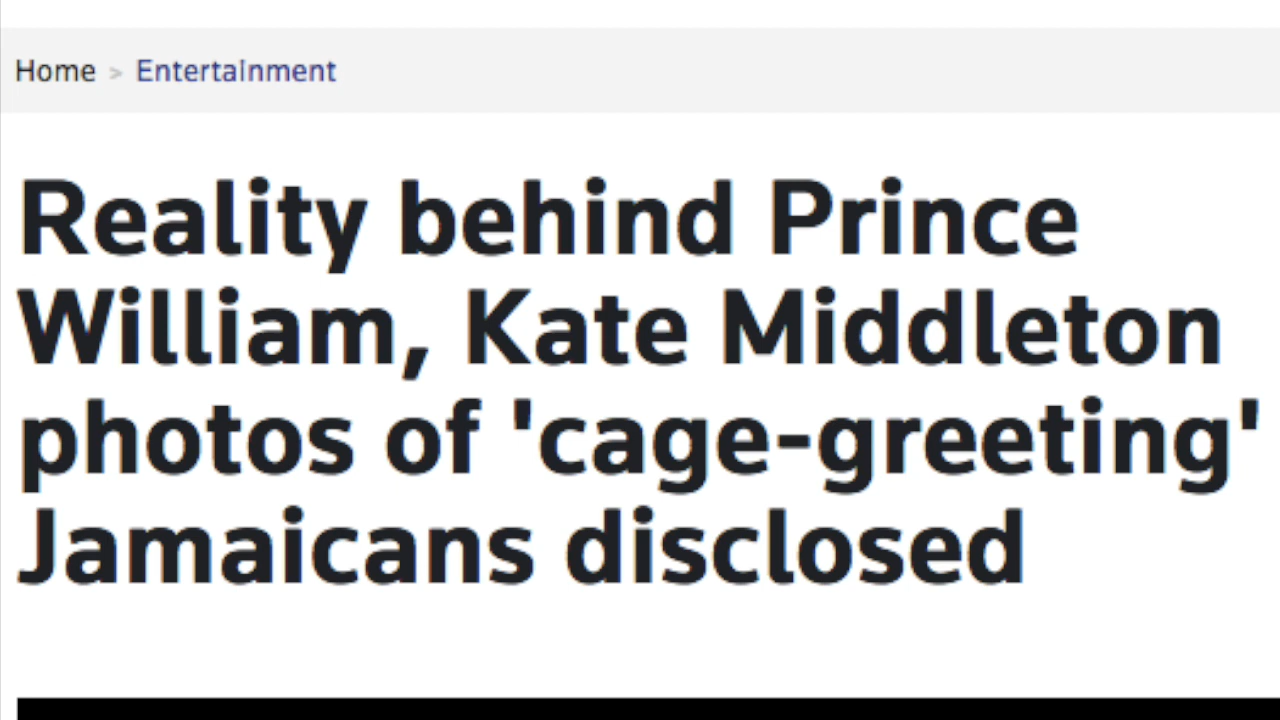 Home > Entertainment
Reality behind Prince
William, Kate Middleton
photos of 'cage-greeting'
Jamaicans disclosed